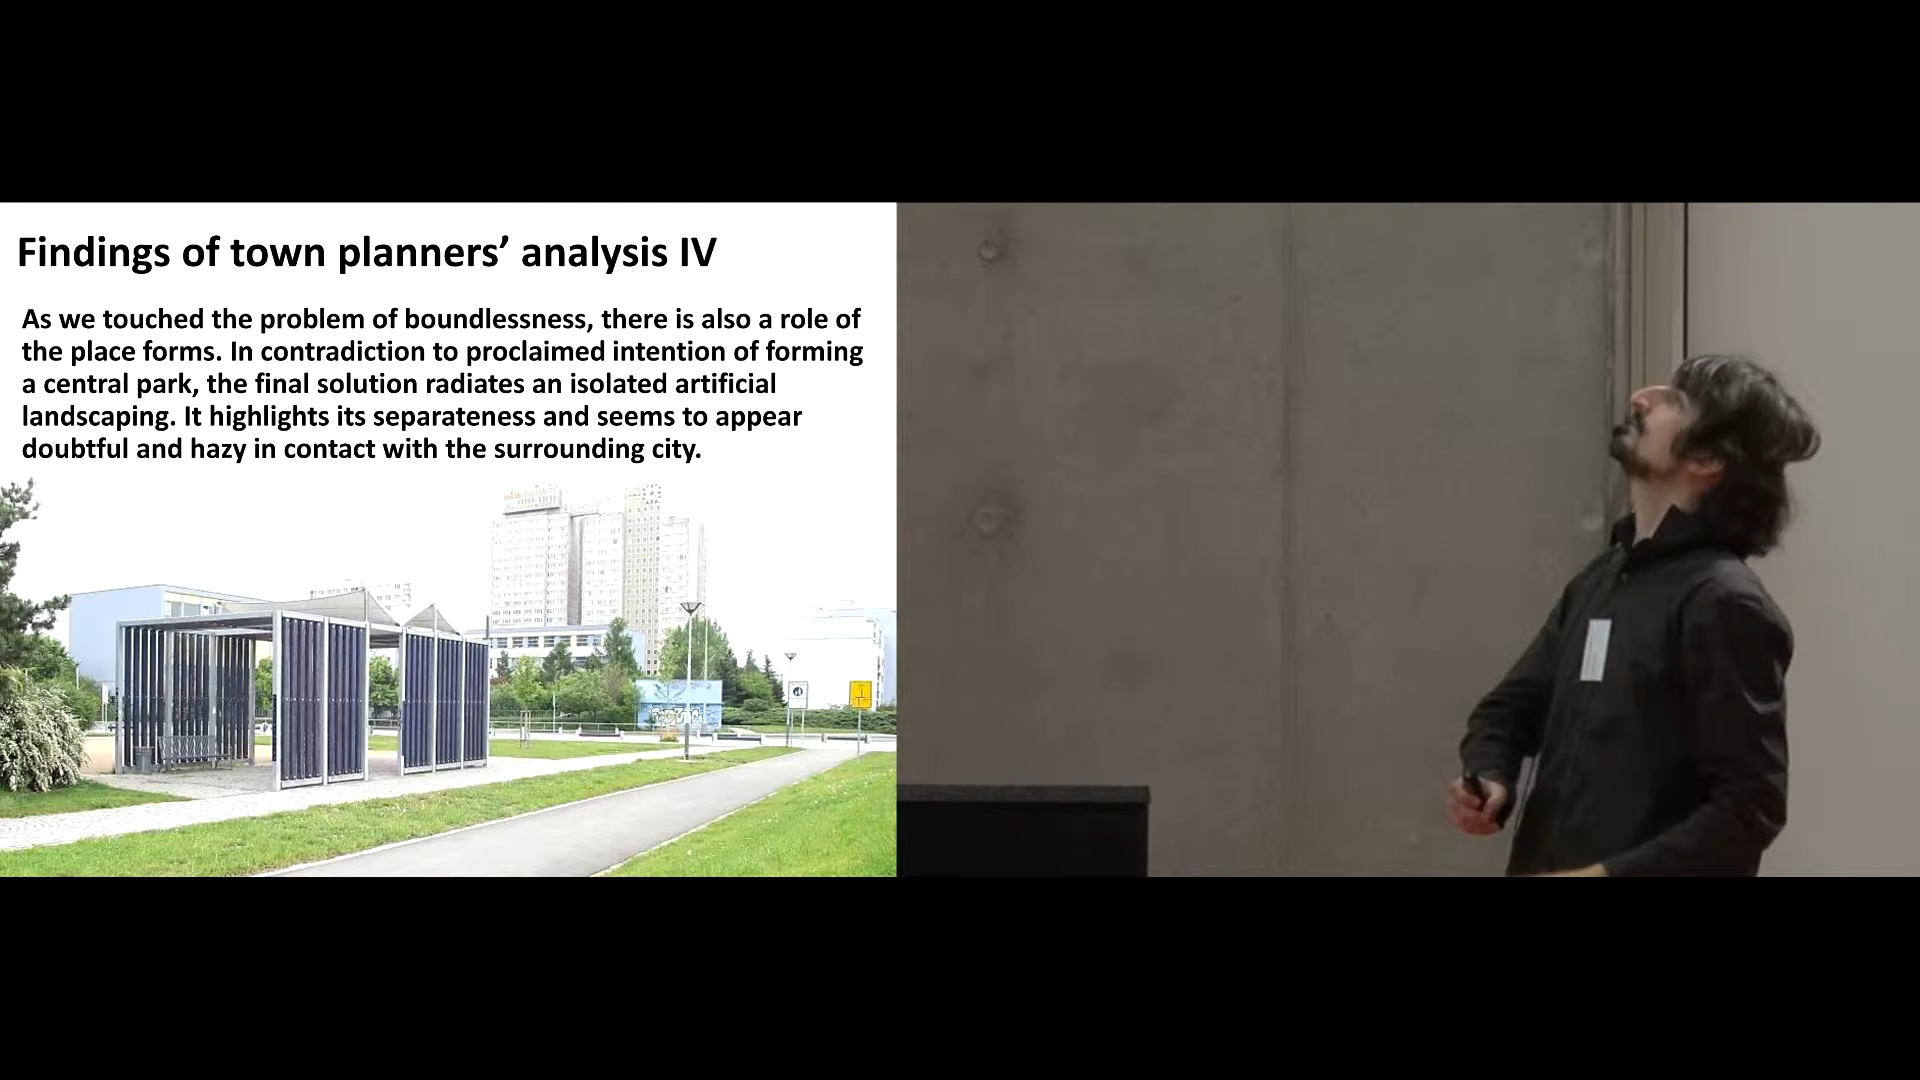 Findings of town planners’ analysis IV
As we touched the problem of boundlessness, there is also a role of
the place forms. In contradiction to proclaimed intention of forming
a central park, the final solution radiates an isolated artificial
landscaping. It highlights its separateness and seems to appear
doubtful and hazy in contact with the surrounding city.